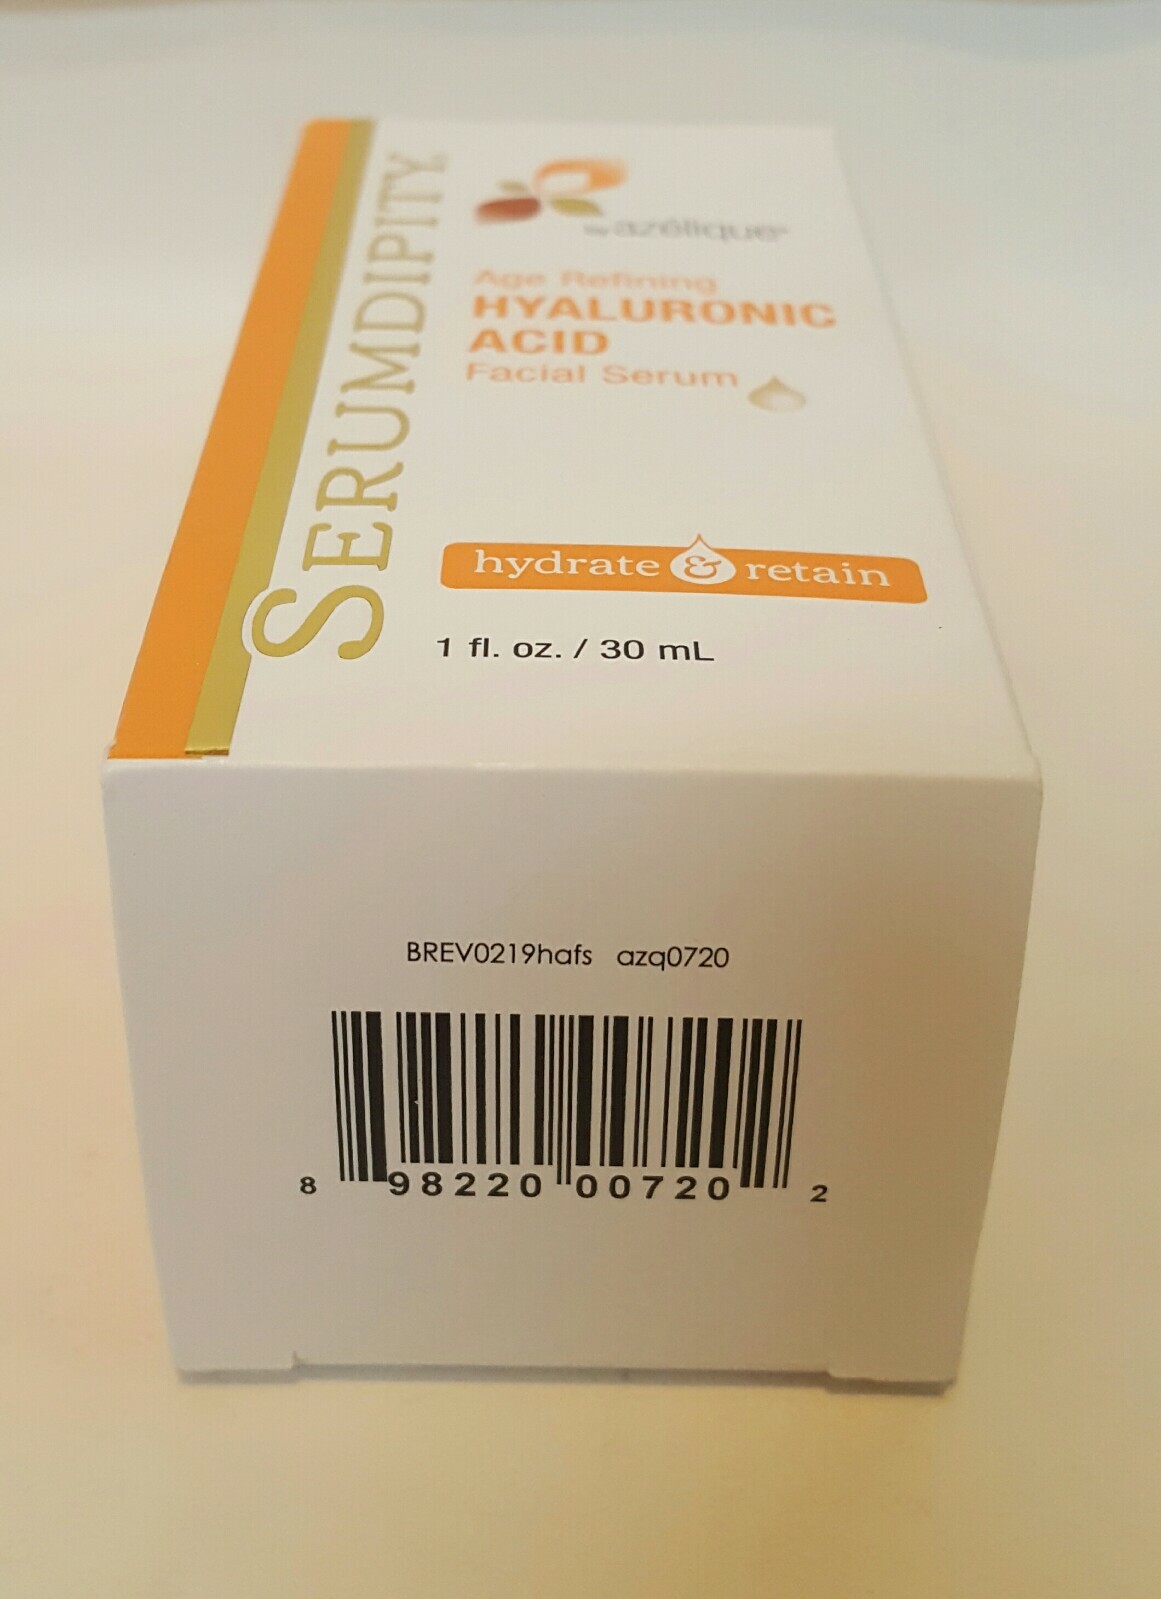 SERUMDIPITY
by azélique
Age Refining
HYALURONIC
ACID
Facial Serum
hydrate & retain
1 fl. oz. / 30 mL
BREV0219hafs azq0720
8 98220 00720 2